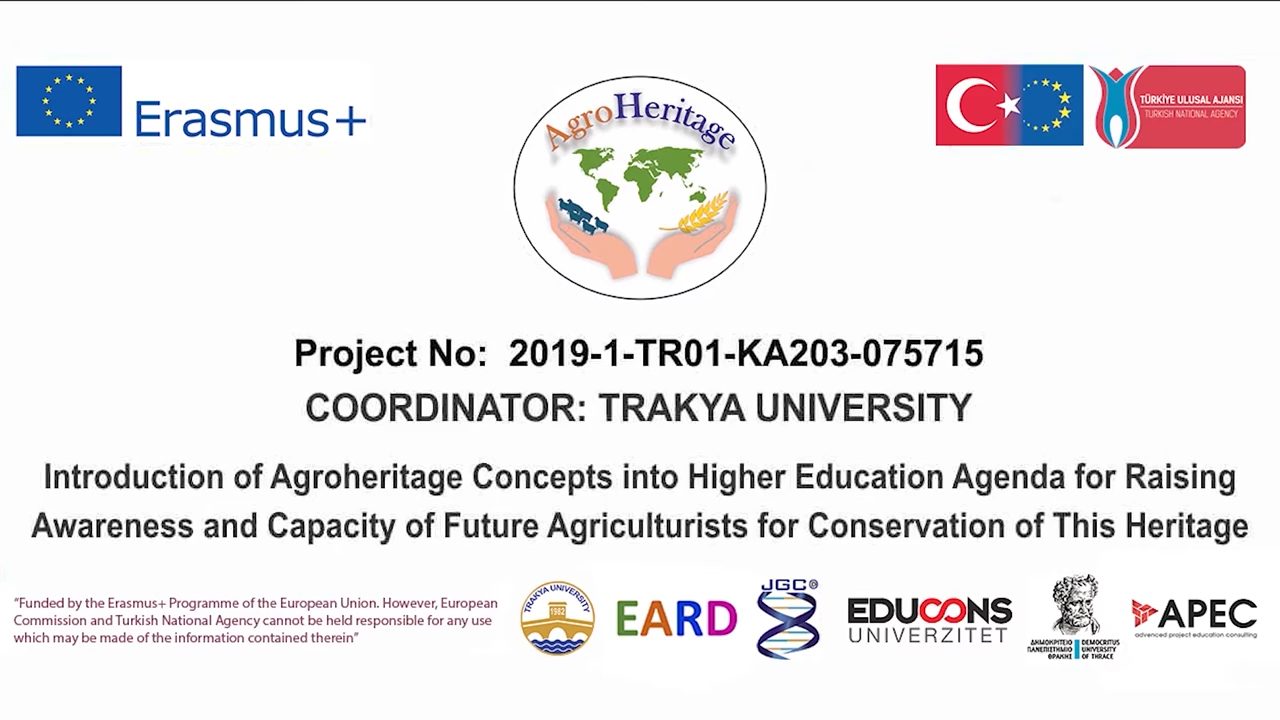 Erasmus+
AgroHeritage
TÜRKİYE ULUSAL AJANSI
TURKISH NATIONAL AGENCY
Project No: 2019-1-TR01-KA203-075715
COORDINATOR: TRAKYA UNIVERSITY
Introduction of Agroheritage Concepts into Higher Education Agenda for Raising
Awareness and Capacity of Future Agriculturists for Conservation of This Heritage
"Funded by the Erasmus+ Programme of the European Union. However, European
Commission and Turkish National Agency cannot be held responsible for any use
which may be made of the information contained therein"
TRAKYA UNIVERSITY
1982
EARD
JGC®
EDUCONS
UNIVERZITET
ΔΗΜΟΚΡΙΤΕΙΟ
ΠΑΝΕΠΙΣΤΗΜΙΟ
ΘΡΑΚΗΣ
DEMOCRITUS
UNIVERSITY
OF THRACE
APEC
advanced project education consulting